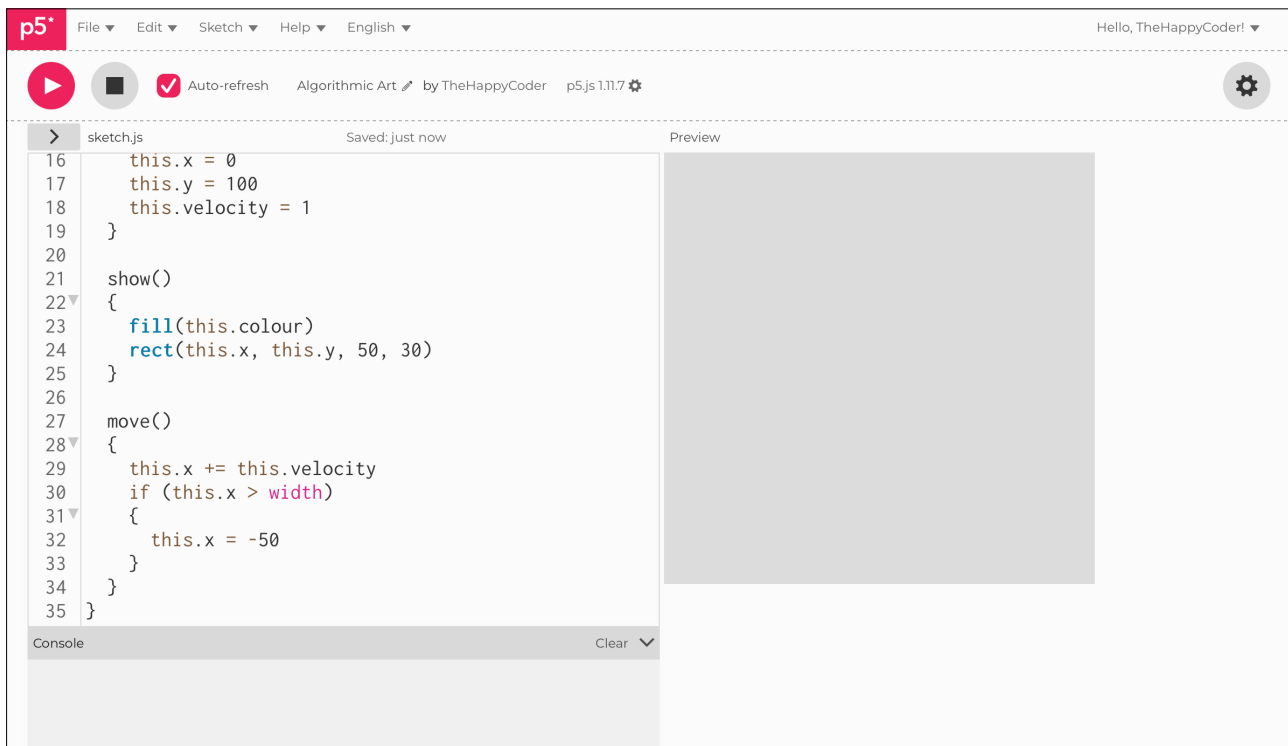 p5* File Edit Sketch Help English Hello, TheHappyCoder!
Auto-refresh Algorithmic Art by TheHappyCoder p5.js 1.11.7
sketch.js Saved: just now Preview
16 this.x = 0
17 this.y = 100
18 this.velocity = 1
19 }
20
21 show()
22 {
23 fill(this.colour)
24 rect(this.x, this.y, 50, 30)
25 }
26
27 move()
28 {
29 this.x += this.velocity
30 if (this.x > width)
31 {
32 this.x = -50
33 }
34 }
35 }
Console Clear